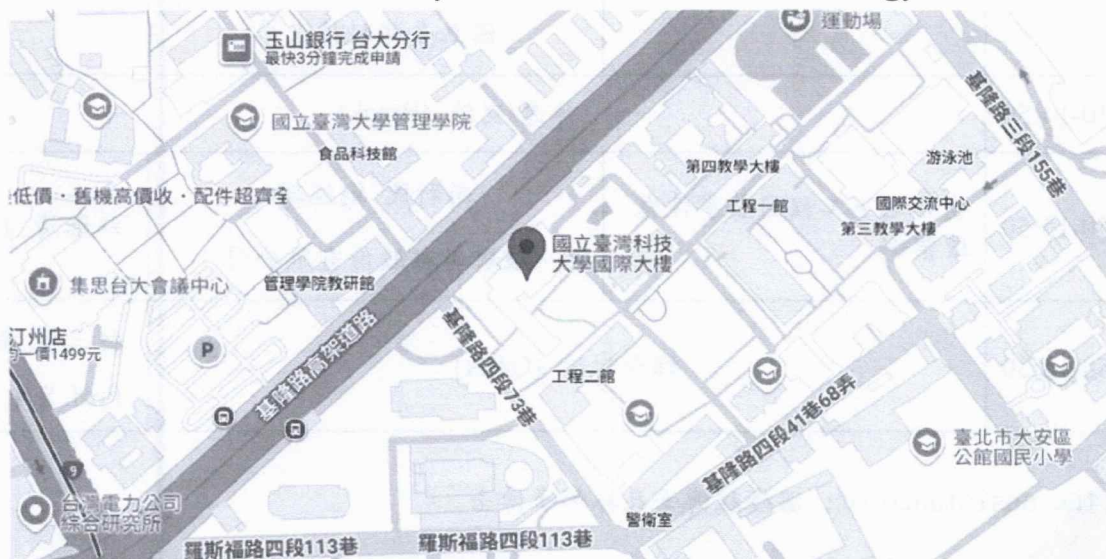 玉山銀行 台大分行
最快3分鐘完成申請
運動場
國立臺灣大學管理學院
食品科技館
基隆路三段155巷
低價・舊機高價收・配件超齊全
第四教學大樓
游泳池
工程一館
國際交流中心
第三教學大樓
國立臺灣科技
大學國際大樓
集思台大會議中心
管理學院教研館
汀州店
一價1499元
P
基隆路高架道路
基隆路四段73巷
工程二館
基隆路四段41巷68弄
臺北市大安區
公館國民小學
9
台灣電力公司
綜合研究所
警衛室
羅斯福路四段113巷
羅斯福路四段113巷